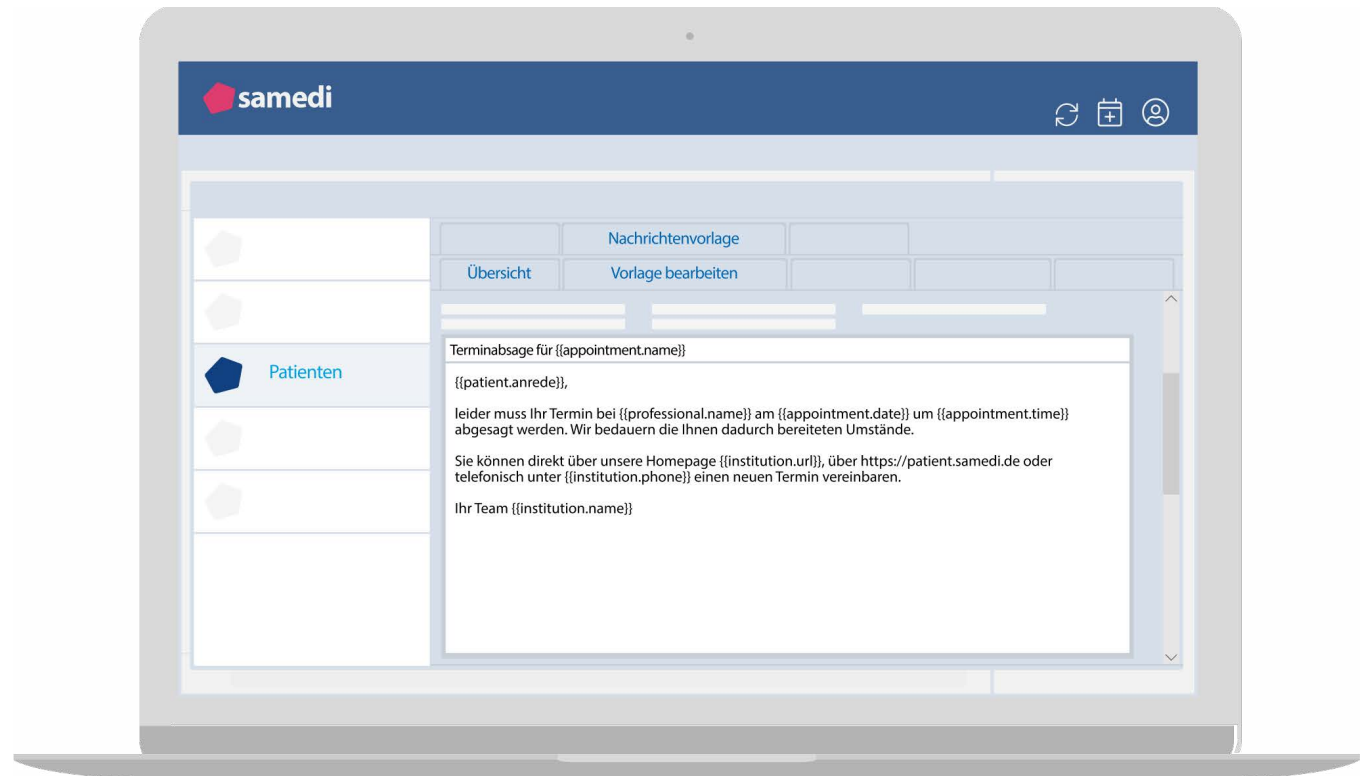 samedi
Nachrichtenvorlage
Übersicht
Vorlage bearbeiten
Patienten
Terminabsage für {{appointment.name}}
{{patient.anrede}},
leider muss Ihr Termin bei {{professional.name}} am {{appointment.date}} um {{appointment.time}}
abgesagt werden. Wir bedauern die Ihnen dadurch bereiteten Umstände.
Sie können direkt über unsere Homepage {{institution.url}}, über https://patient.samedi.de oder
telefonisch unter {{institution.phone}} einen neuen Termin vereinbaren.
Ihr Team {{institution.name}}